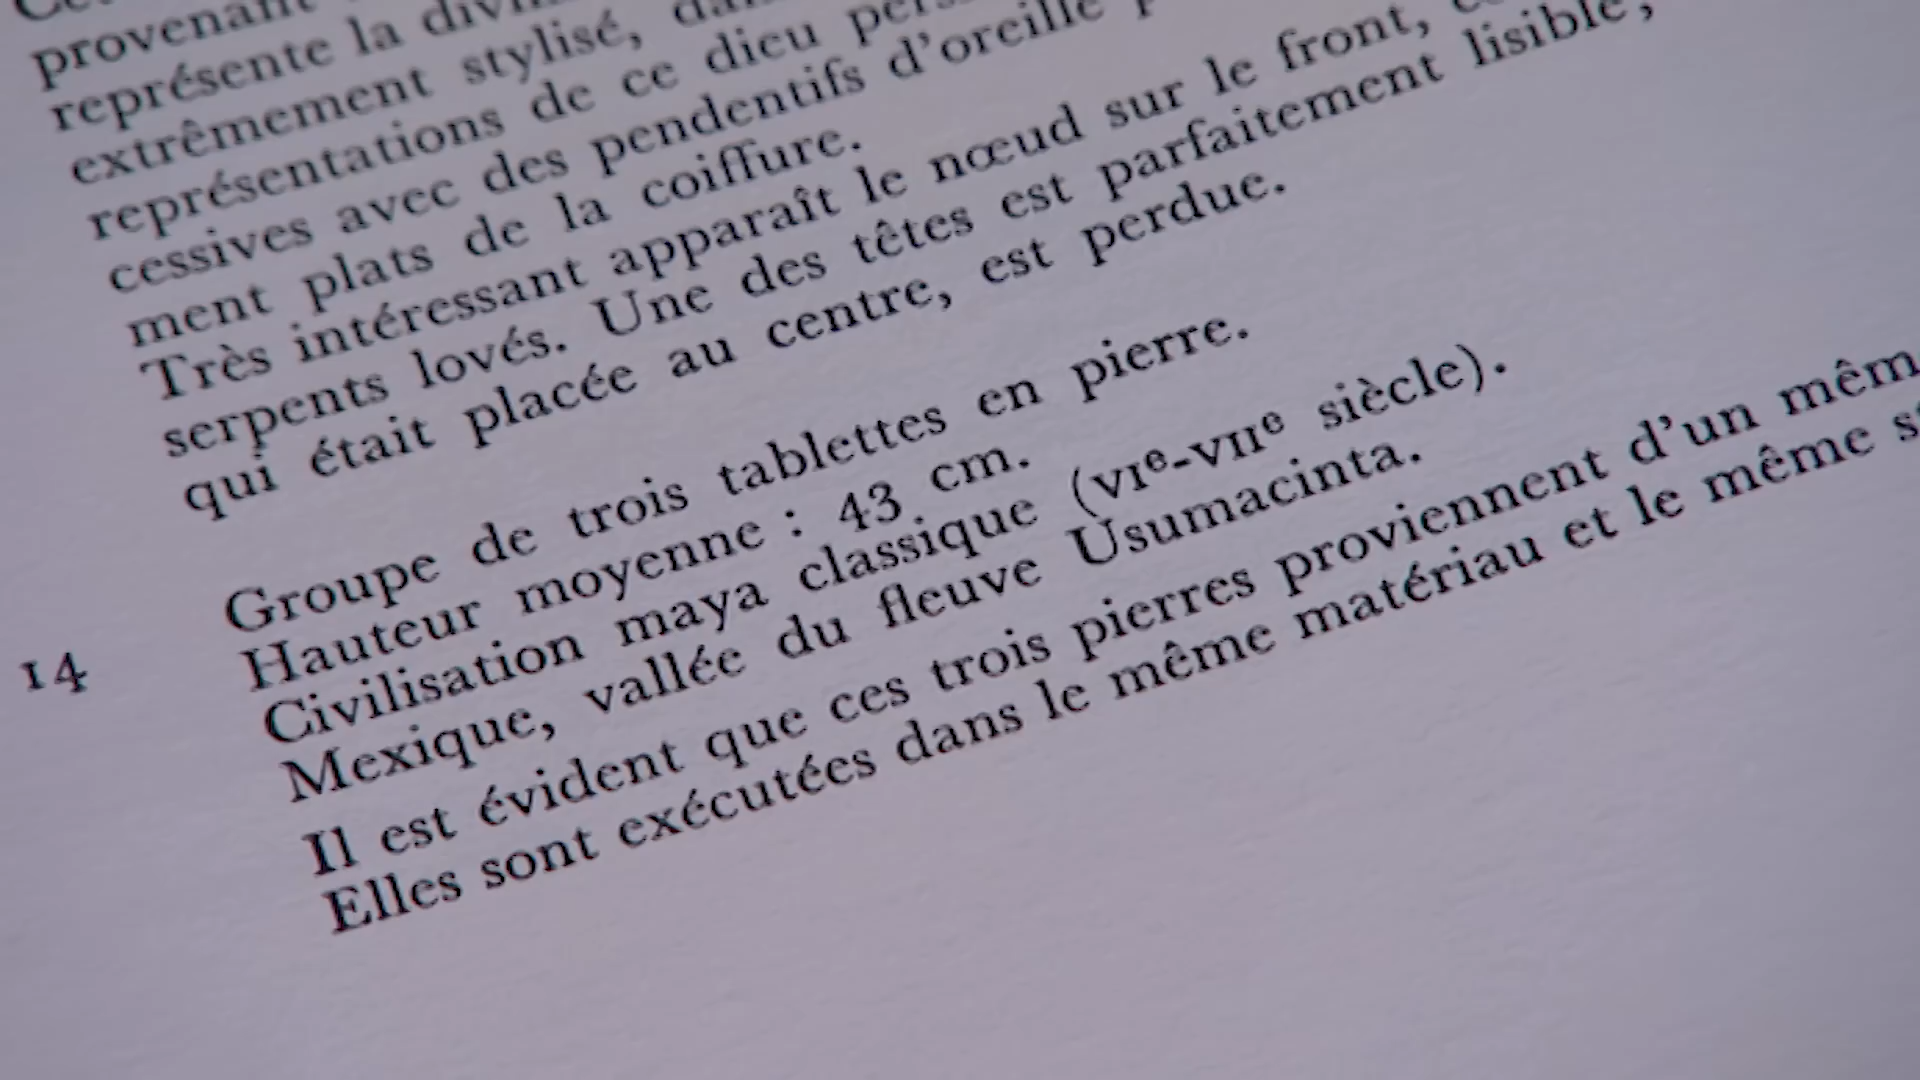 provenant
représente la
extrêmement stylisé,
représentations de ce dieu
cessives avec des pendentifs d'oreille
ment plats de la coiffure.
Très intéressant apparaît le nœud sur le front,
serpents lovés. Une des têtes est parfaitement lisible,
qui était placée au centre, est perdue.
14
Groupe de trois tablettes en pierre.
Hauteur moyenne : 43 cm.
Civilisation maya classique (VIe-VIIe siècle).
Mexique, vallée du fleuve Usumacinta.
Il est évident que ces trois pierres proviennent d'un mêm
Elles sont exécutées dans le même matériau et le même